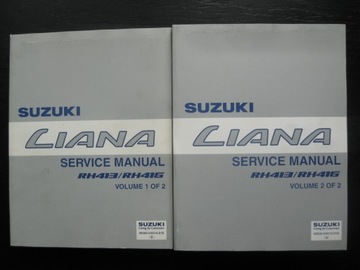 SUZUKI
LIANA
SERVICE MANUAL
RH413/RH416
VOLUME 1 OF 2
SUZUKI
SUZUKI
LIANA
SERVICE MANUAL
RH413/RH416
VOLUME 2 OF 2
SUZUKI